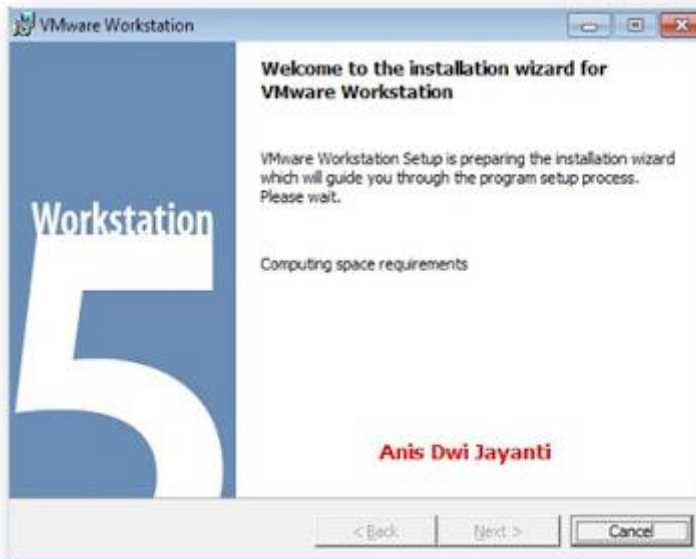 VMware Workstation
Welcome to the installation wizard for
VMware Workstation
VMware Workstation Setup is preparing the installation wizard
which will guide you through the program setup process.
Please wait.
Workstation
5
Computing space requirements
Anis Dwi Jayanti
< Back
Next >
Cancel